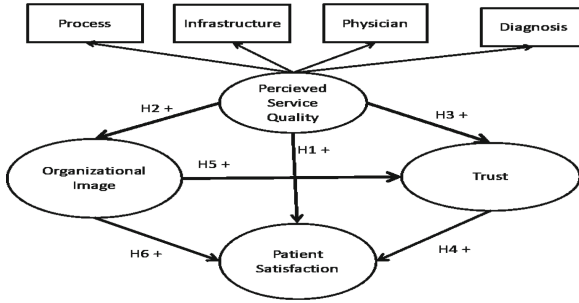 Process
Infrastructure
Physician
Diagnosis
Percieved
Service
Quality
H2 +
H3 +
H1 +
Organizational
Image
H5 +
Trust
H6 +
Patient
Satisfaction
H4 +